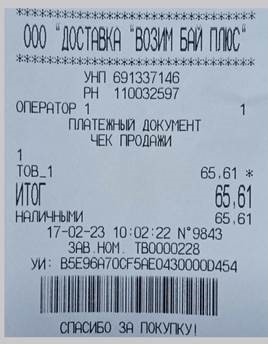 ************************
ООО "ДОСТАВКА "ВОЗИМ БАЙ ПЛЮС"
************************
УНП 691337146
РН 110032597
ОПЕРАТОР 1 1
ПЛАТЕЖНЫЙ ДОКУМЕНТ
ЧЕК ПРОДАЖИ
1
ТОВ_1 65,61 *
ИТОГ 65,61
НАЛИЧНЫМИ 65,61
17-02-23 10:02:22 N°9843
ЗАВ.НОМ. ТВ0000228
УИ: B5E96A70CF5AE0430000D454
СПАСИБО ЗА ПОКУПКУ!